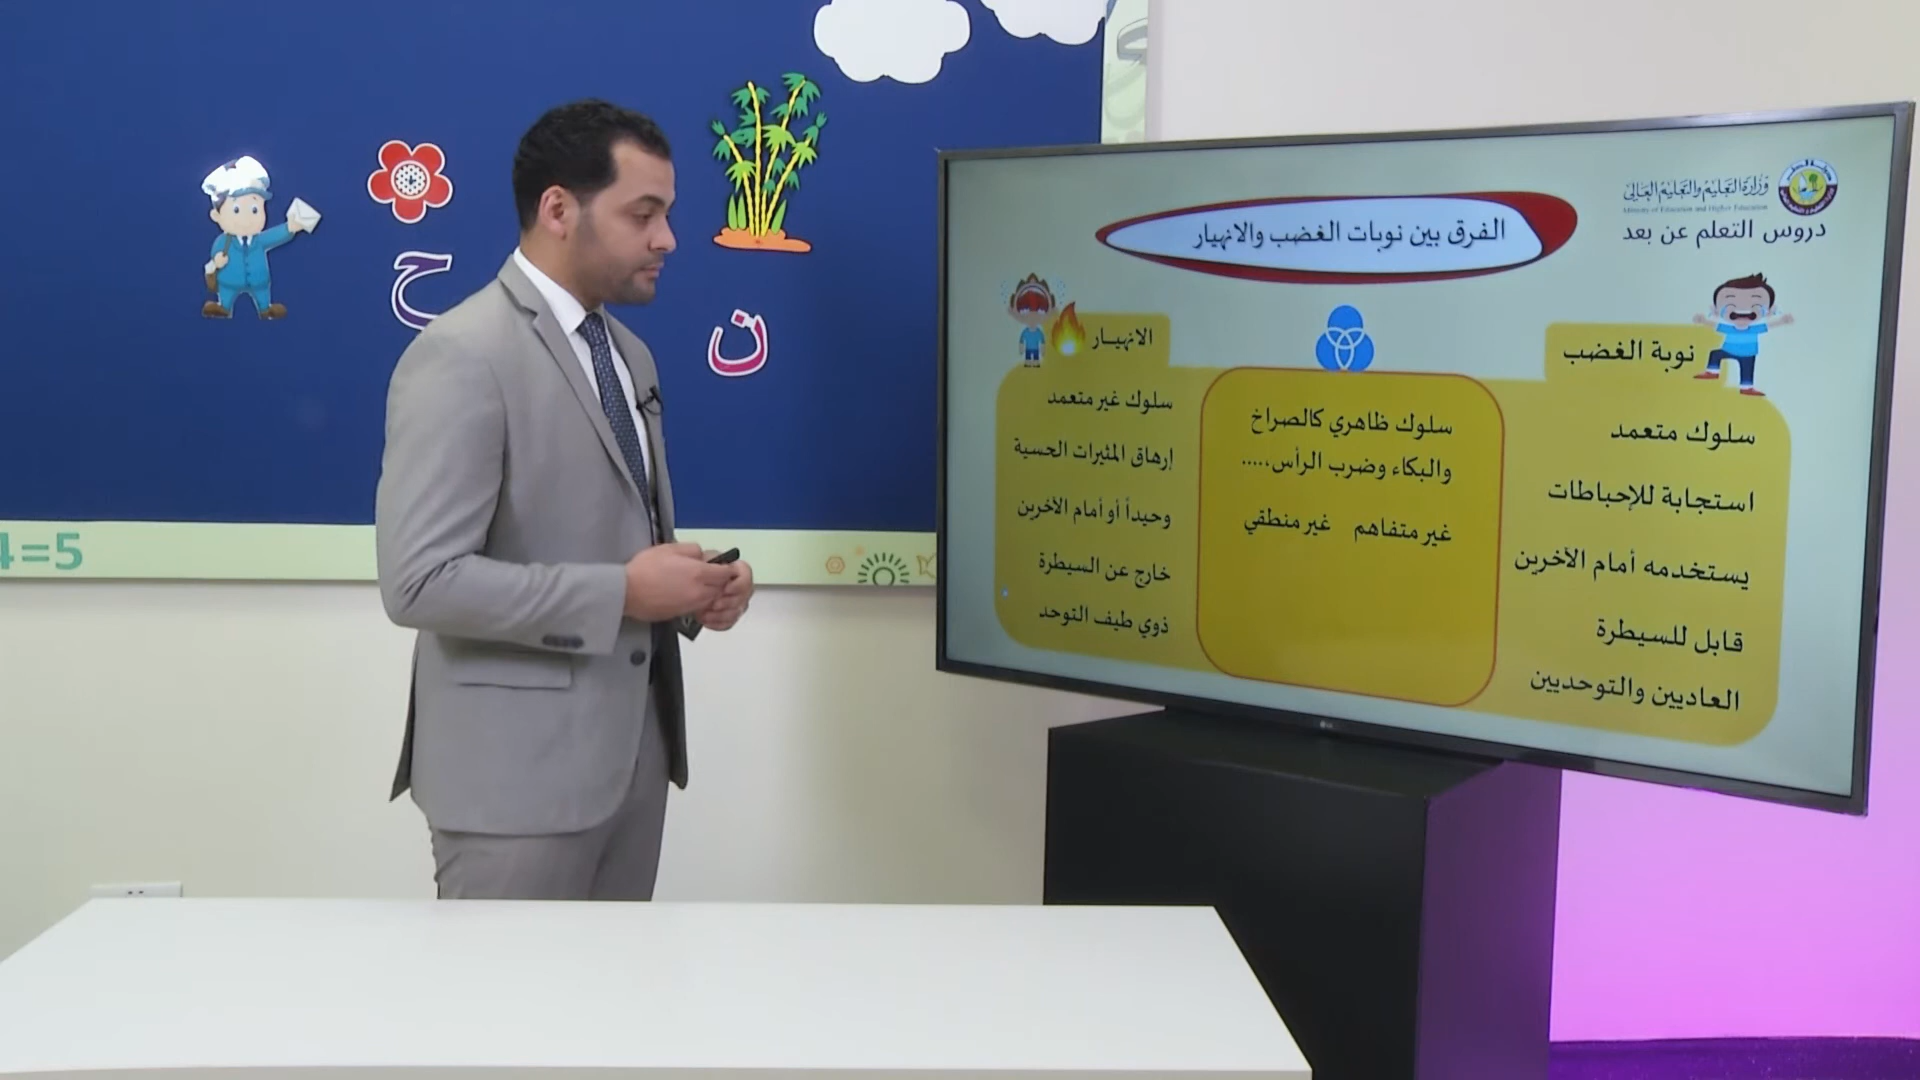 وزارة التعليم والتعليم العالي
Ministry of Education and Higher Education
دروس التعلم عن بعد
الفرق بين نوبات الغضب والانهيار
نوبة الغضب
سلوك متعمد
استجابة للإحباطات
يستخدمه أمام الآخرين
قابل للسيطرة
العاديين والتوحديين
سلوك ظاهري كالصراخ
والبكاء وضرب الرأس،....
غير متفاهم غير منطقي
الانهيـار
سلوك غير متعمد
إرهاق المثيرات الحسية
وحيداً أو أمام الآخرين
خارج عن السيطرة
ذوي طيف التوحد
ن
ح
4=5
LG